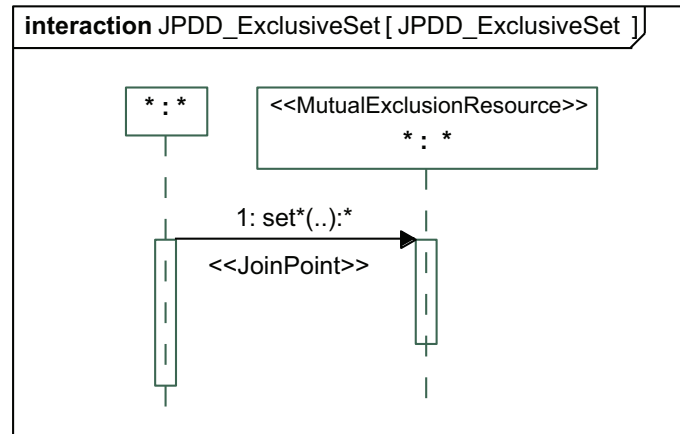 interaction JPDD_ExclusiveSet [ JPDD_ExclusiveSet ]
* : *
<<MutualExclusionResource>>
* : *
1: set*(..):*
<<JoinPoint>>